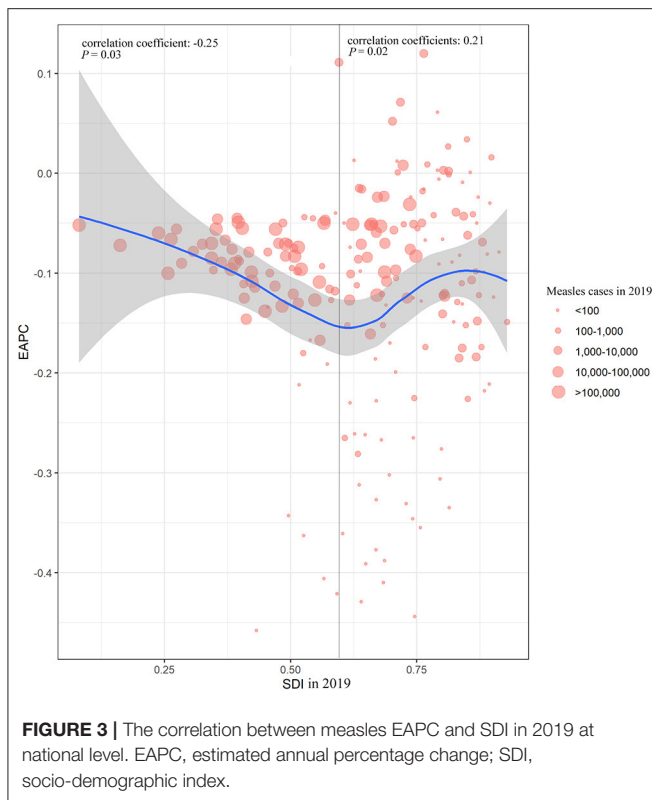 correlation coefficient: -0.25
P = 0.03
correlation coefficients: 0.21
P = 0.02
0.1
0.0
-0.1
-0.2
-0.3
-0.4
EAPC
0.25
0.50
0.75
SDI in 2019
Measles cases in 2019
<100
100-1,000
1,000-10,000
10,000-100,000
>100,000
FIGURE 3 | The correlation between measles EAPC and SDI in 2019 at
national level. EAPC, estimated annual percentage change; SDI,
socio-demographic index.